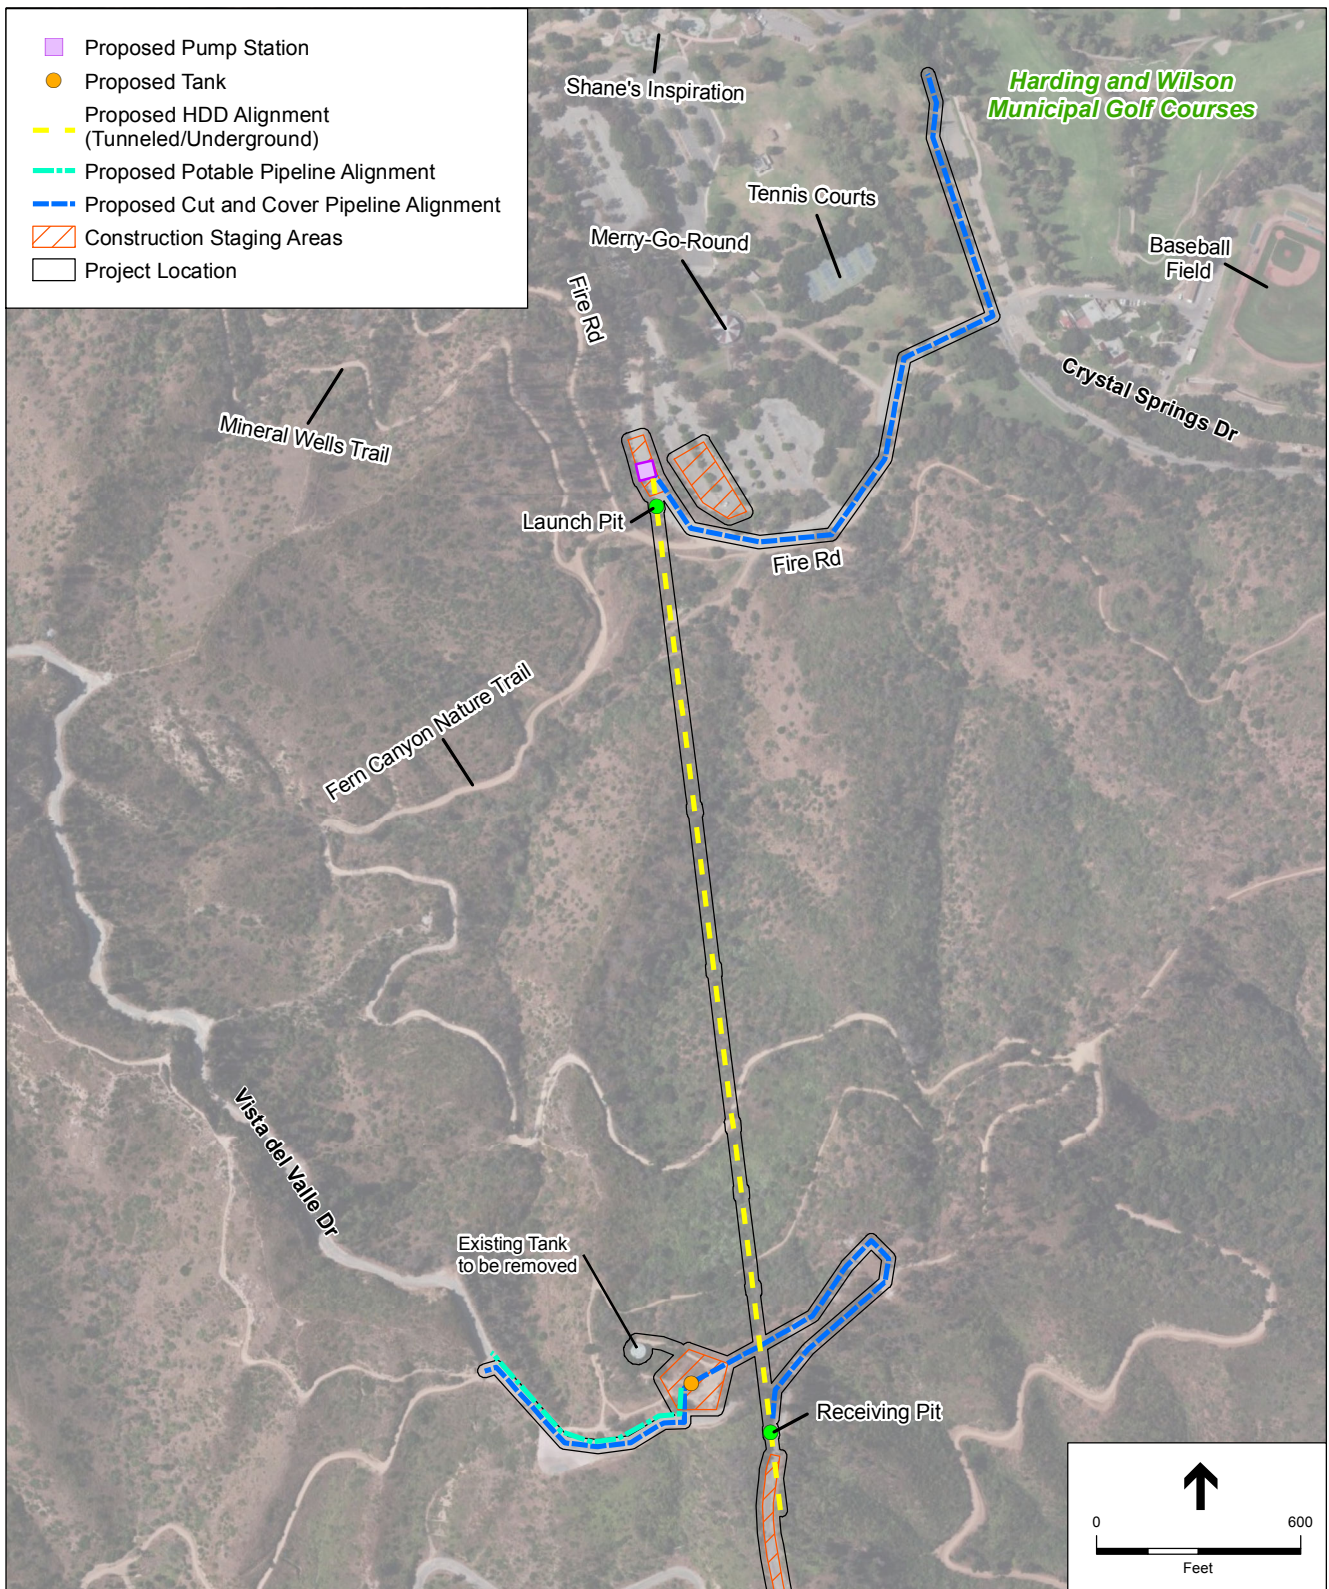 Proposed Pump Station
Proposed Tank
Proposed HDD Alignment
(Tunneled/Underground)
Proposed Potable Pipeline Alignment
Proposed Cut and Cover Pipeline Alignment
Construction Staging Areas
Project Location
Shane's Inspiration
Harding and Wilson
Municipal Golf Courses
Tennis Courts
Merry-Go-Round
Baseball
Field
Fire Rd
Crystal Springs Dr
Mineral Wells Trail
Launch Pit
Fire Rd
Fern Canyon Nature Trail
Vista del Valle Dr
Existing Tank
to be removed
Receiving Pit
0 600
Feet